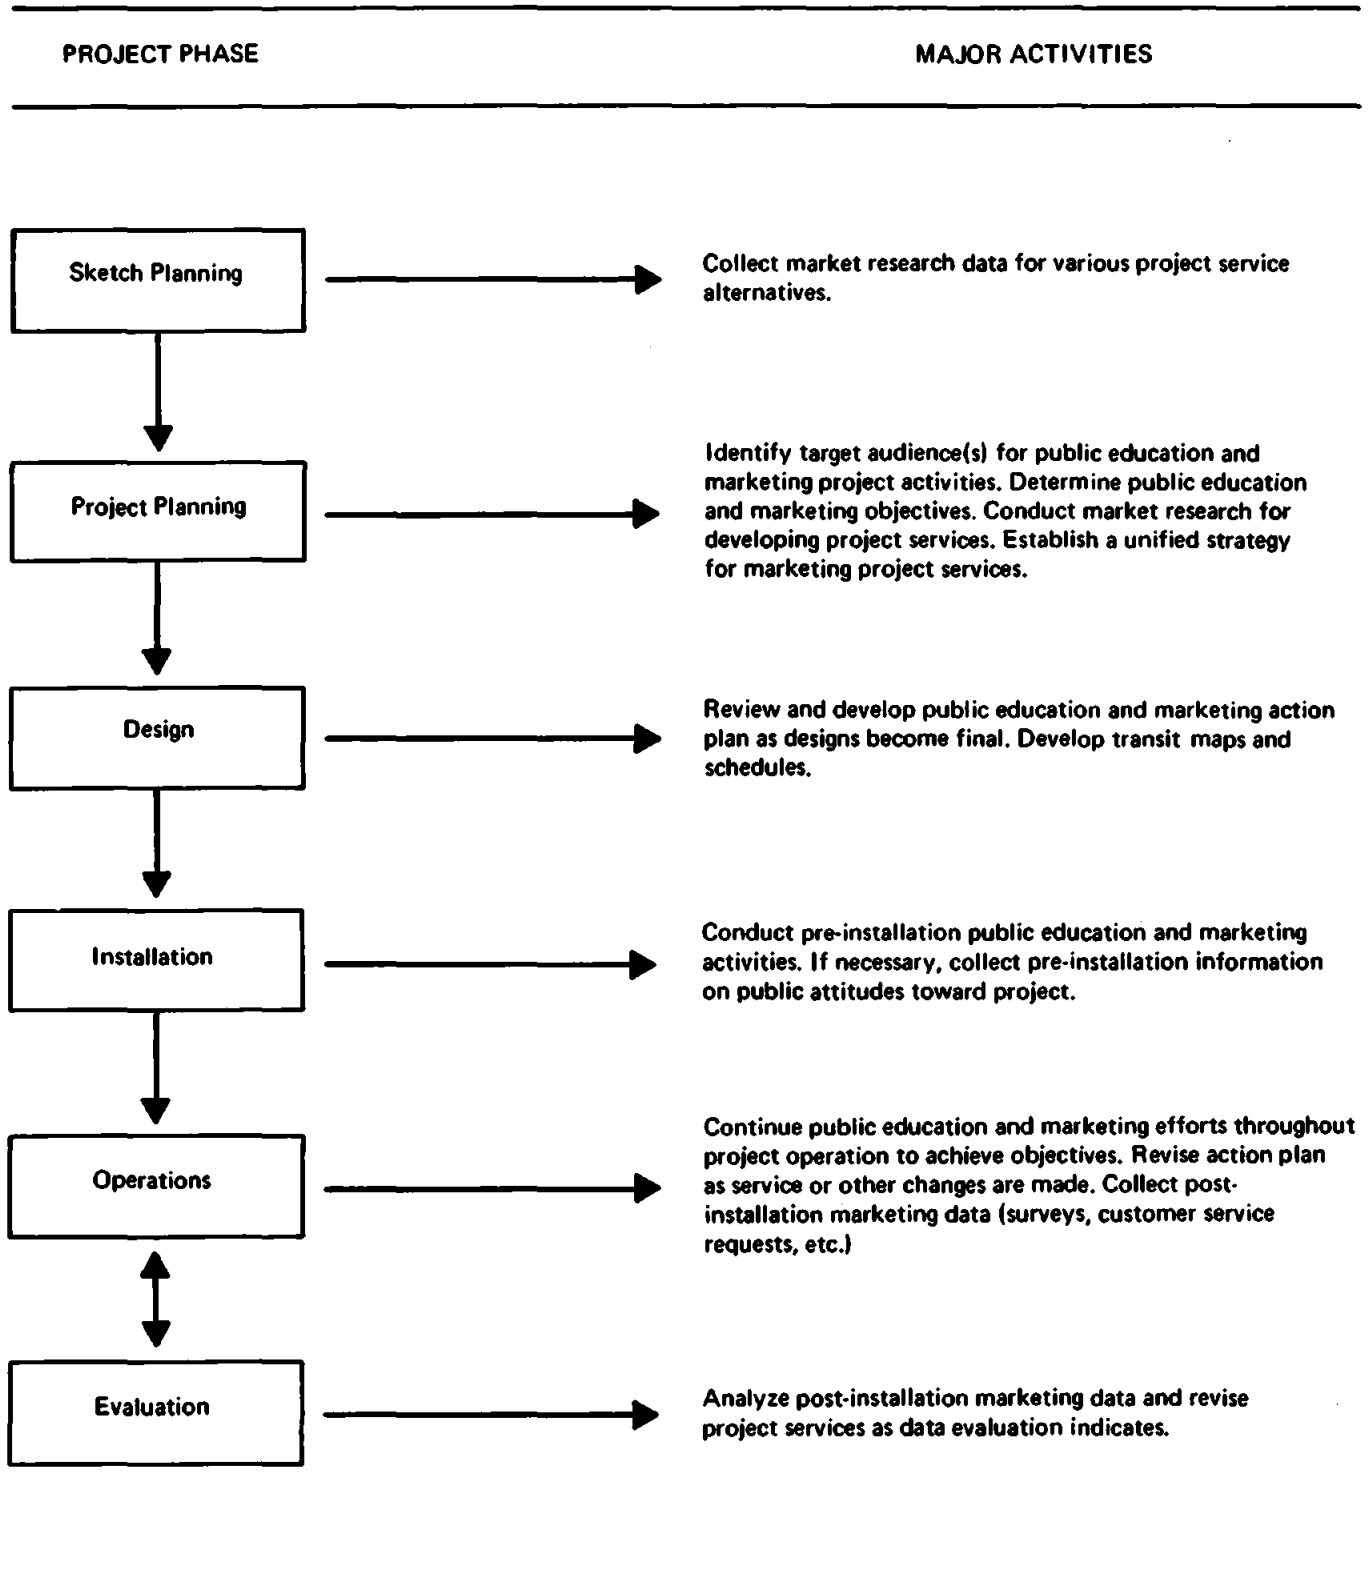 PROJECT PHASE
MAJOR ACTIVITIES
Sketch Planning
Collect market research data for various project service
alternatives.
Project Planning
Identify target audience(s) for public education and
marketing project activities. Determine public education
and marketing objectives. Conduct market research for
developing project services. Establish a unified strategy
for marketing project services.
Design
Review and develop public education and marketing action
plan as designs become final. Develop transit maps and
schedules.
Installation
Conduct pre-installation public education and marketing
activities. If necessary, collect pre-installation information
on public attitudes toward project.
Operations
Continue public education and marketing efforts throughout
project operation to achieve objectives. Revise action plan
as service or other changes are made. Collect post-
installation marketing data (surveys, customer service
requests, etc.)
Evaluation
Analyze post-installation marketing data and revise
project services as data evaluation indicates.